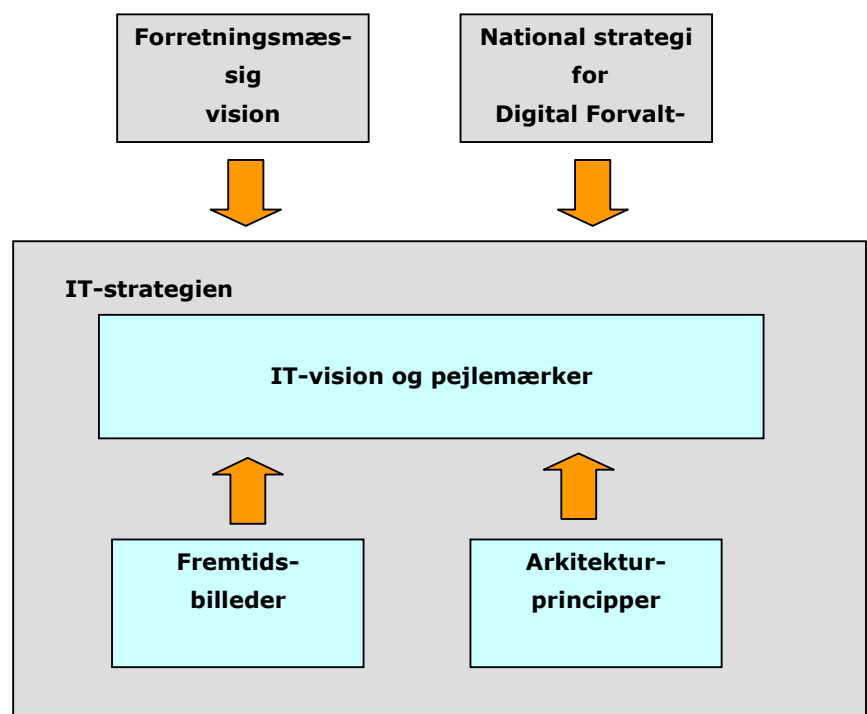 Forretningsmæs-
sig
vision
National strategi
for
Digital Forvalt-
IT-strategien
IT-vision og pejlemærker
Fremtids-
billeder
Arkitektur-
principper